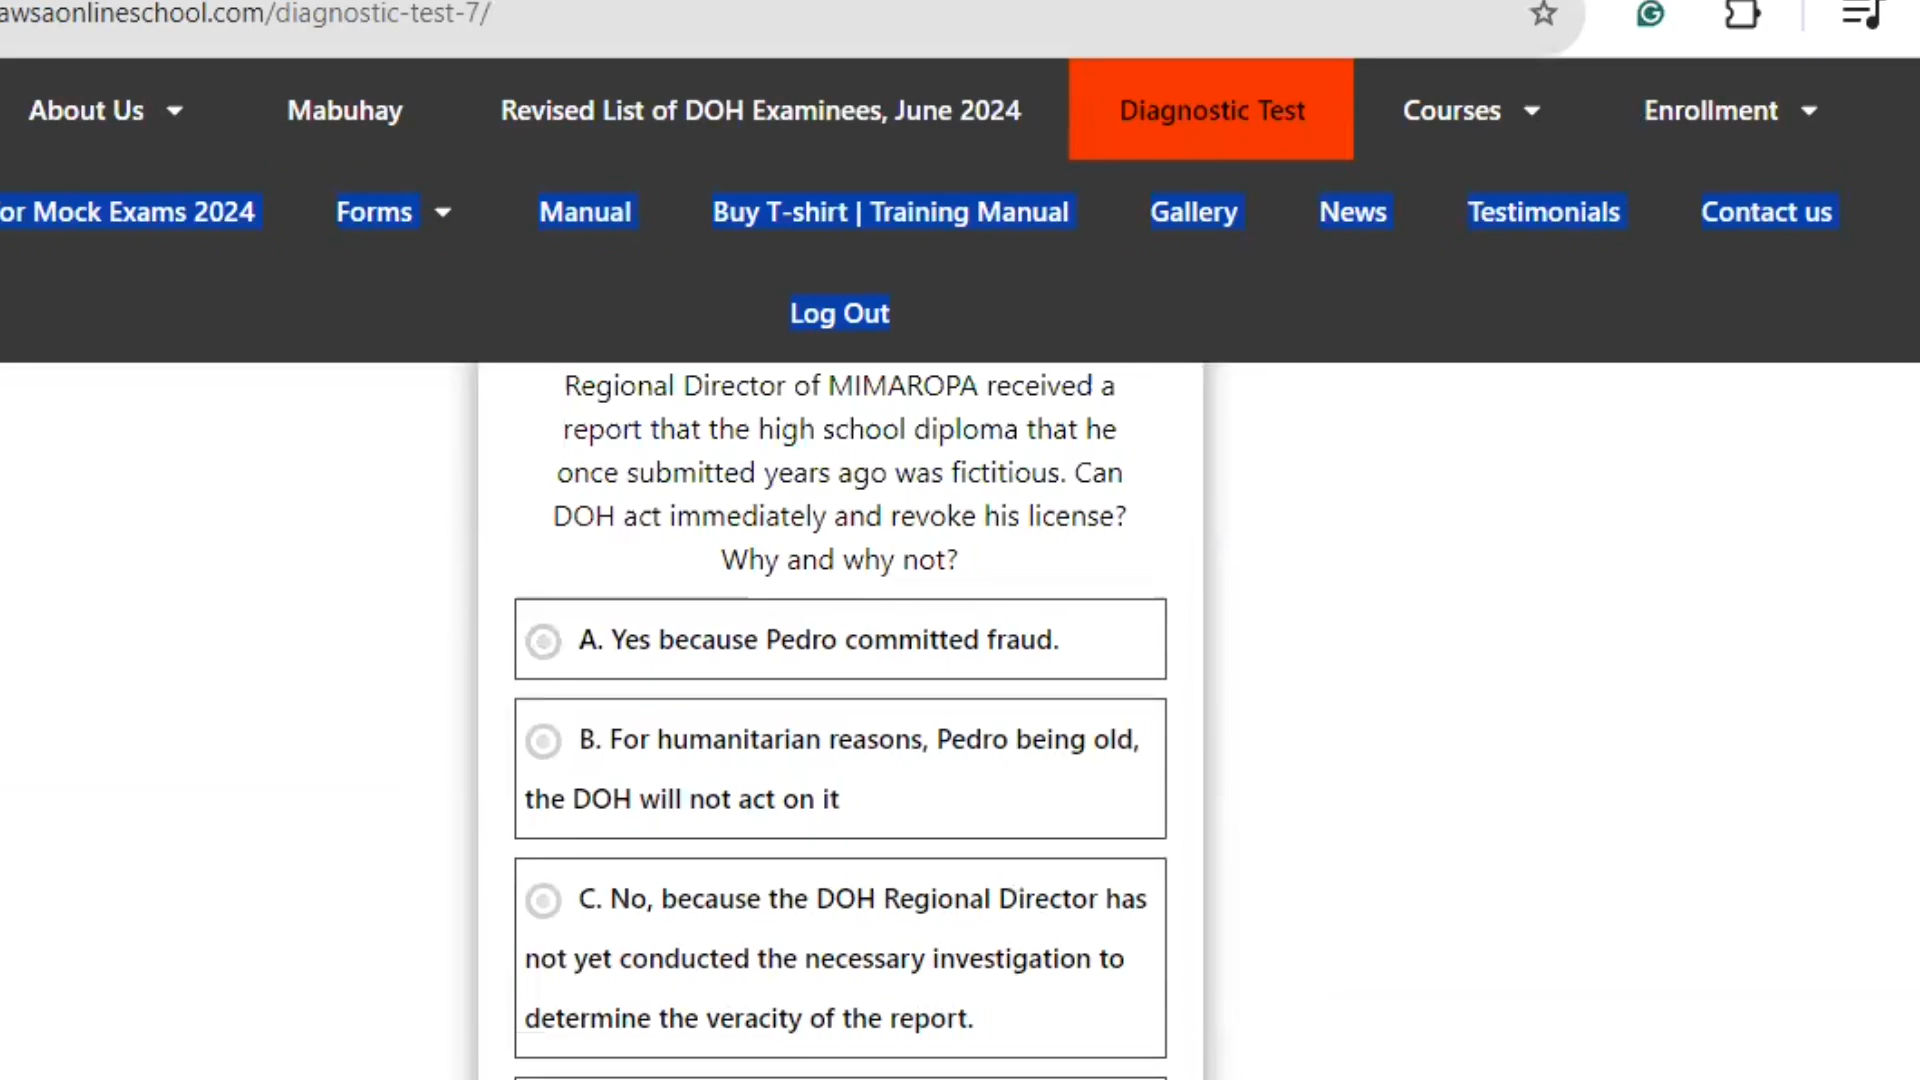 awsaonlineschool.com/diagnostic-test-7/
About Us Mabuhay Revised List of DOH Examinees, June 2024 Diagnostic Test Courses Enrollment
or Mock Exams 2024 Forms Manual Buy T-shirt | Training Manual Gallery News Testimonials Contact us
Log Out
Regional Director of MIMAROPA received a
report that the high school diploma that he
once submitted years ago was fictitious. Can
DOH act immediately and revoke his license?
Why and why not?
A. Yes because Pedro committed fraud.
B. For humanitarian reasons, Pedro being old,
the DOH will not act on it
C. No, because the DOH Regional Director has
not yet conducted the necessary investigation to
determine the veracity of the report.